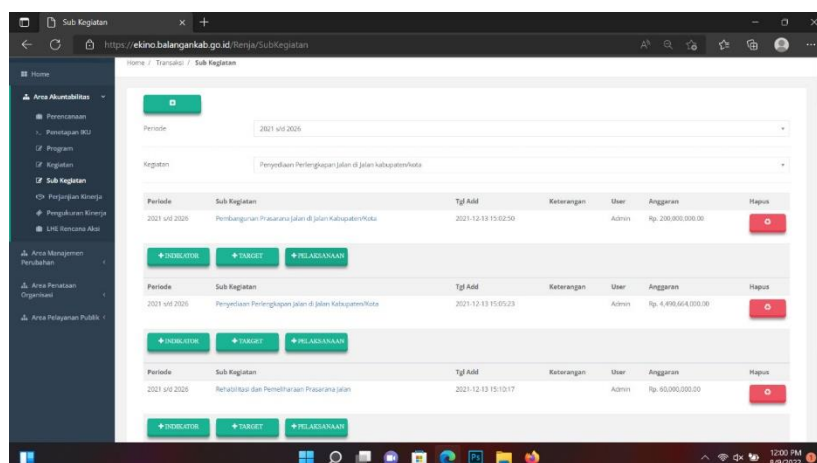 Sub Kegiatan
https://ekino.balangankab.go.id/Renja/SubKegiatan
Home
Home / Transaksi / Sub Kegiatan
Area Akuntabilitas
Perencanaan
Penetapan IKU
Program
Kegiatan
Sub Kegiatan
Perjanjian Kinerja
Pengukuran Kinerja
LHE Rencana Aksi
Area Manajemen
Perubahan
Area Penataan
Organisasi
Area Pelayanan Publik
Periode 2021 s/d 2026
Kegiatan Penyediaan Perlengkapan Jalan di Jalan kabupaten/kota
Periode Sub Kegiatan Tgl Add Keterangan User Anggaran Hapus
2021 s/d 2026 Pembangunan Prasarana Jalan di Jalan Kabupaten/Kota 2021-12-13 15:02:50 Admin Rp. 200,000,000.00
+INDIKATOR +TARGET +PELAKSANAAN
Periode Sub Kegiatan Tgl Add Keterangan User Anggaran Hapus
2021 s/d 2026 Penyediaan Perlengkapan Jalan di Jalan Kabupaten/Kota 2021-12-13 15:05:23 Admin Rp. 4,490,664,000.00
+INDIKATOR +TARGET +PELAKSANAAN
Periode Sub Kegiatan Tgl Add Keterangan User Anggaran Hapus
2021 s/d 2026 Rehabilitasi dan Pemeliharaan Prasarana Jalan 2021-12-13 15:10:17 Admin Rp. 60,000,000.00
+INDIKATOR +TARGET +PELAKSANAAN
12:00 PM
8/9/2022